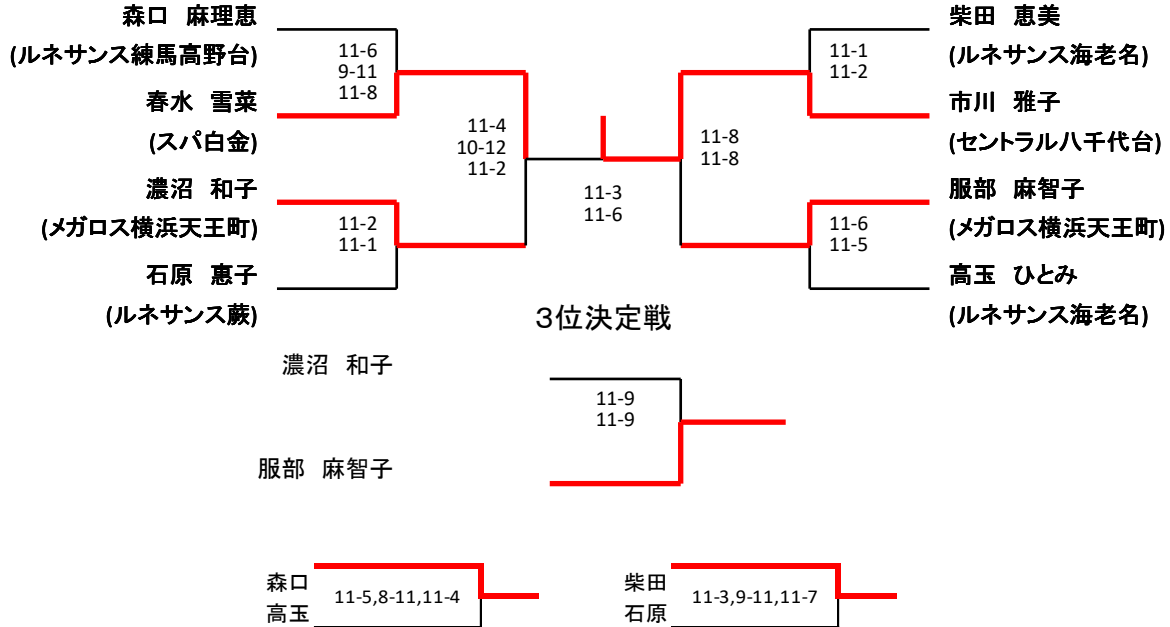 森口　麻理恵
(ルネサンス練馬高野台)
春水　雪菜
(スパ白金)
濃沼　和子
(メガロス横浜天王町)
石原　惠子
(ルネサンス蕨)
11-6
9-11
11-8
11-2
11-1
11-4
10-12
11-2
11-3
11-6
11-8
11-8
11-1
11-2
11-6
11-5
柴田　恵美
(ルネサンス海老名)
市川　雅子
(セントラル八千代台)
服部　麻智子
(メガロス横浜天王町)
高玉　ひとみ
(ルネサンス海老名)
３位決定戦
濃沼　和子
11-9
11-9
服部　麻智子
森口
11-5,8-11,11-4
高玉
柴田
11-3,9-11,11-7
石原